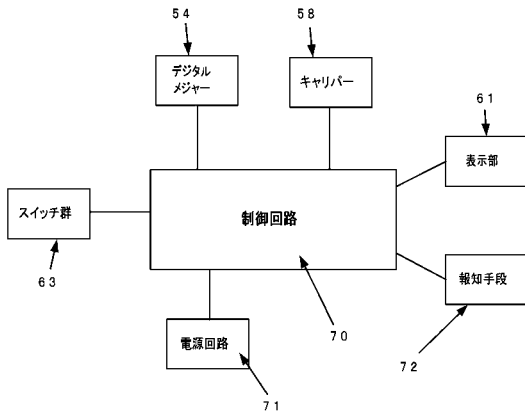 54
58
デジタル
メジャー
キャリパー
61
表示部
スイッチ群
制御回路
63
報知手段
電源回路
70
72
71